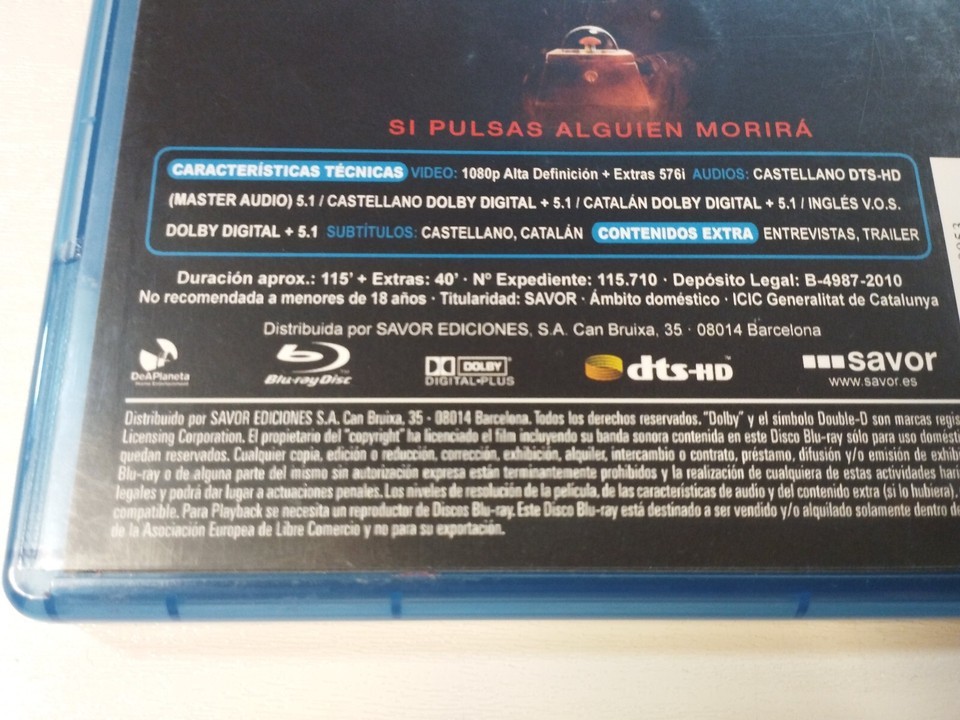 SI PULSAS ALGUIEN MORIRÁ
CARACTERÍSTICAS TÉCNICAS VIDEO: 1080p Alta Definición + Extras 576i AUDIOS: CASTELLANO DTS-HD
(MASTER AUDIO) 5.1 / CASTELLANO DOLBY DIGITAL + 5.1 / CATALÁN DOLBY DIGITAL + 5.1 / INGLÉS V.O.S.
DOLBY DIGITAL + 5.1 SUBTÍTULOS: CASTELLANO, CATALÁN CONTENIDOS EXTRA ENTREVISTAS, TRAILER
Duración aprox.: 115' + Extras: 40' · Nº Expediente: 115.710 · Depósito Legal: B-4987-2010
No recomendada a menores de 18 años · Titularidad: SAVOR · Ámbito doméstico · ICIC Generalitat de Catalunya
Distribuida por SAVOR EDICIONES, S.A. Can Bruixa, 35 · 08014 Barcelona
DeAPlaneta
Home Entertainment
Blu-ray Disc
DOLBY
DIGITAL PLUS
dts-HD
savor
www.savor.es
Distribuido por SAVOR EDICIONES S.A. Can Bruixa, 35 - 08014 Barcelona. Todos los derechos reservados. "Dolby" y el símbolo Double-D son marcas regis
Licensing Corporation. El propietario del "copyright" ha licenciado el film incluyendo su banda sonora contenida en este Disco Blu-ray sólo para uso domést
quedan reservados. Cualquier copia, edición o reducción, corrección, exhibición, alquiler, intercambio o contrato, préstamo, difusión y/o emisión de exhib
Blu-ray o de alguna parte del mismo sin autorización expresa están terminantemente prohibidos y la realización de cualquiera de estas actividades hari
legales y podrá dar lugar a actuaciones penales. Los niveles de resolución de la película, de las características de audio y del contenido extra (si lo hubiera),
compatible. Para Playback se necesita un reproductor de Discos Blu-ray. Este Disco Blu-ray está destinado a ser vendido y/o alquilado solamente dentro de
de la Asociación Europea de Libre Comercio y no para su exportación.